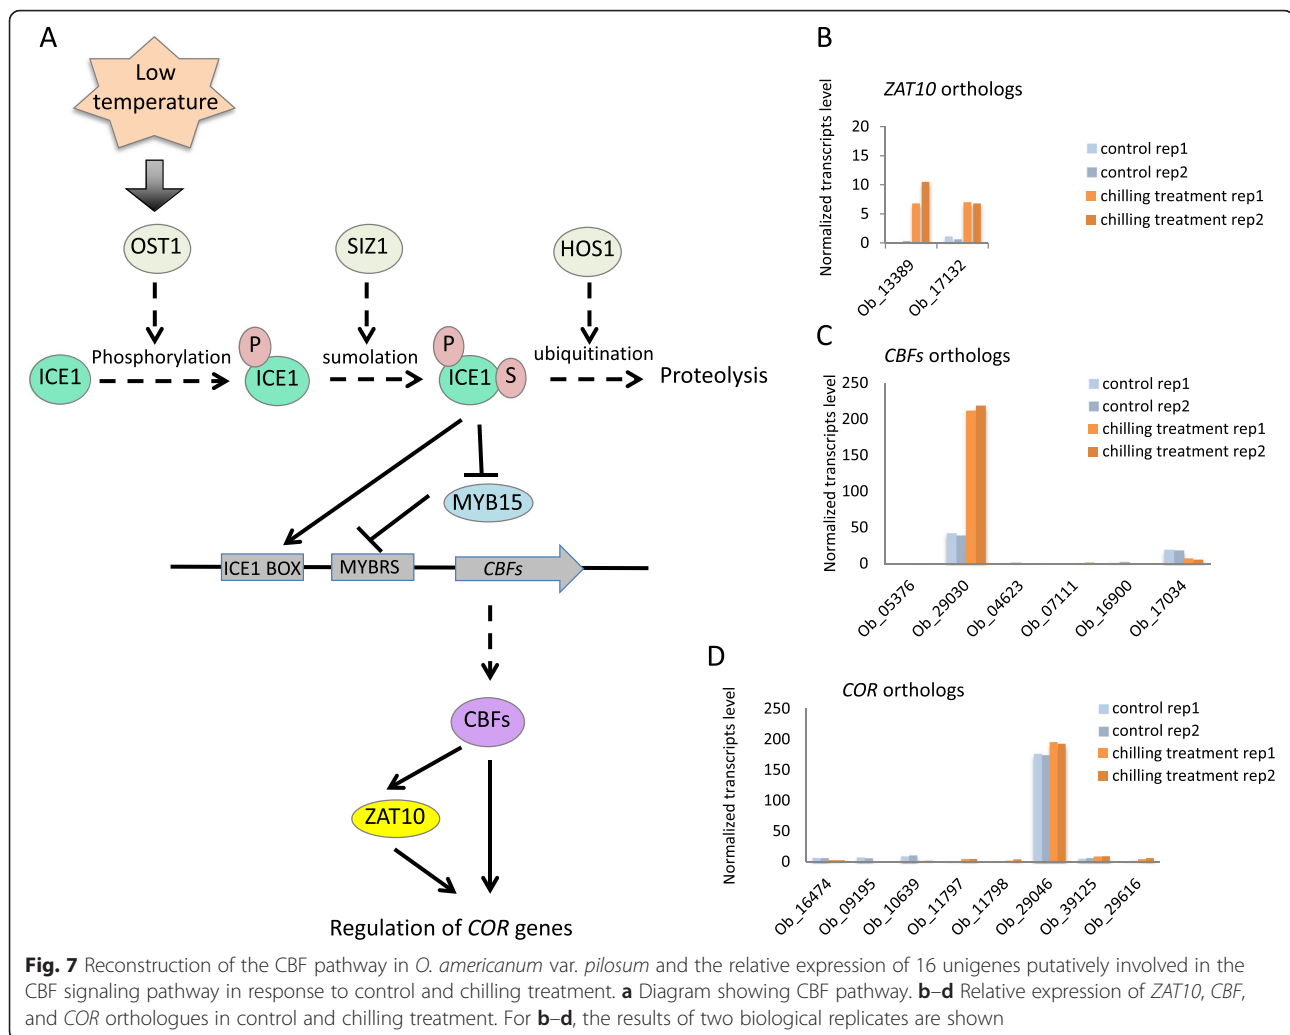 A
Low
temperature
OST1
SIZ1
HOS1
Phosphorylation
sumolation
ubiquitination
ICE1
P
ICE1
P
ICE1
S
Proteolysis
MYB15
ICE1 BOX
MYBRS
CBFs
CBFs
ZAT10
Regulation of COR genes
B
ZAT10 orthologs
Normalized transcripts level
20
15
10
5
0
Ob_13389
Ob_17132
control rep1
control rep2
chilling treatment rep1
chilling treatment rep2
C
CBFs orthologs
Normalized transcripts level
250
200
150
100
50
0
Ob_05376
Ob_29030
Ob_04623
Ob_07111
Ob_16900
Ob_17034
control rep1
control rep2
chilling treatment rep1
chilling treatment rep2
D
COR orthologs
Normalized transcripts level
250
200
150
100
50
0
Ob_16474
Ob_09195
Ob_10639
Ob_11797
Ob_11798
Ob_29046
Ob_39125
Ob_29616
control rep1
control rep2
chilling treatment rep1
chilling treatment rep2
Fig. 7 Reconstruction of the CBF pathway in O. americanum var. pilosum and the relative expression of 16 unigenes putatively involved in the
CBF signaling pathway in response to control and chilling treatment. a Diagram showing CBF pathway. b–d Relative expression of ZAT10, CBF,
and COR orthologues in control and chilling treatment. For b–d, the results of two biological replicates are shown